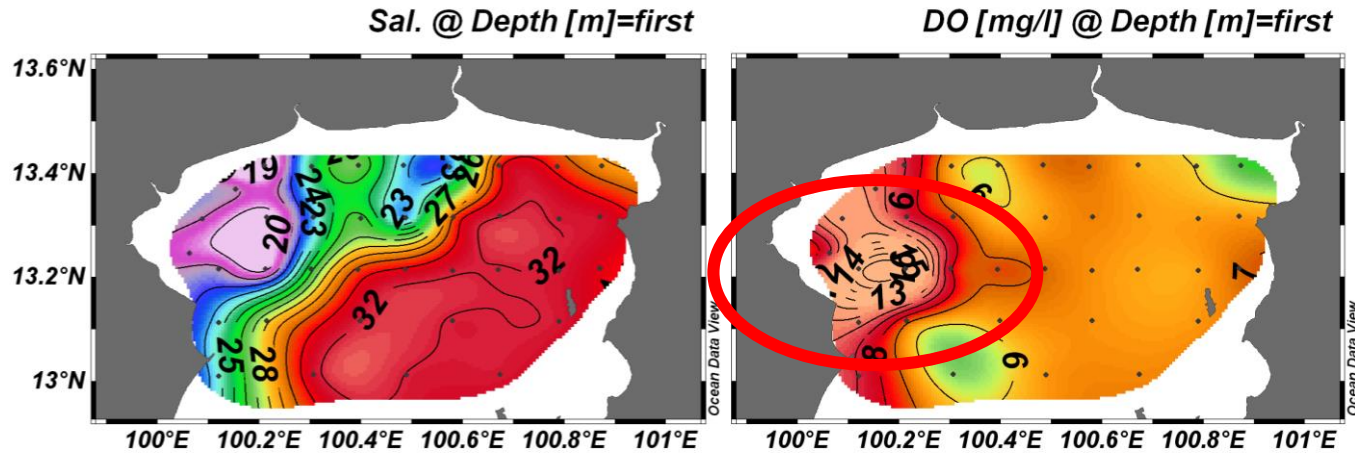 Sal. @ Depth [m]=first
DO [mg/l] @ Depth [m]=first
13.6°N
13.4°N
13.2°N
13°N
19
20
24
23
23
27
26
25
28
32
32
9
6
14
13
8
6
7
Ocean Data View
Ocean Data View
100°E 100.2°E 100.4°E 100.6°E 100.8°E 101°E
100°E 100.2°E 100.4°E 100.6°E 100.8°E 101°E